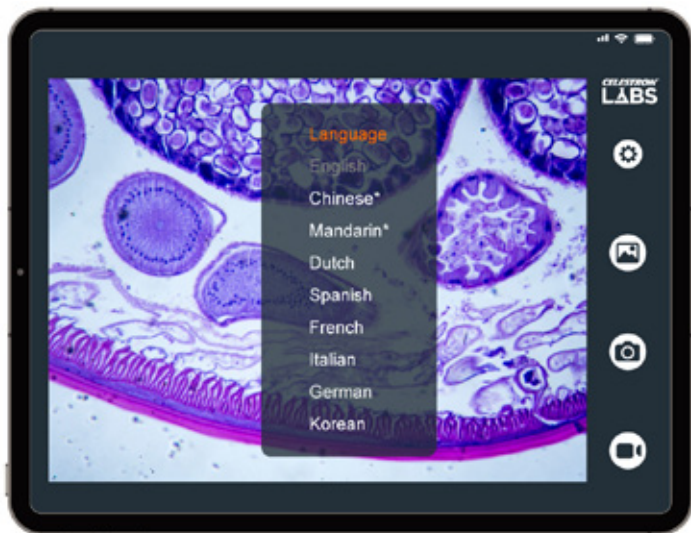 CELESTRON
LABS
Language
English
Chinese*
Mandarin*
Dutch
Spanish
French
Italian
German
Korean